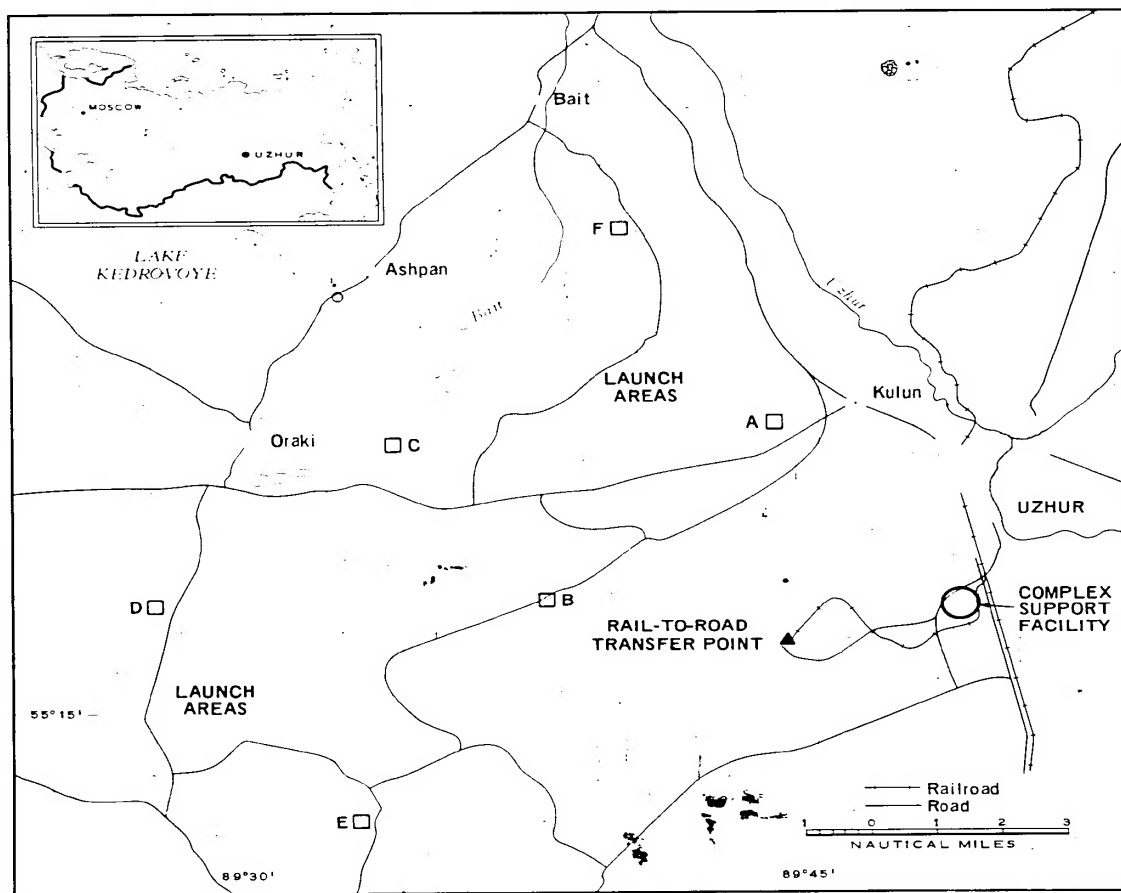 MOSCOW
UZHUR
Bait
F
LAKE
KEDROVOYE
Ashpan
Bait
Uzhur
LAUNCH
AREAS
Kulun
A
Oraki
C
UZHUR
D
B
COMPLEX
SUPPORT
FACILITY
RAIL-TO-ROAD
TRANSFER POINT
LAUNCH
AREAS
55°15'
Railroad
Road
E
1 0 1 2 3
NAUTICAL MILES
89°30'
89°45'